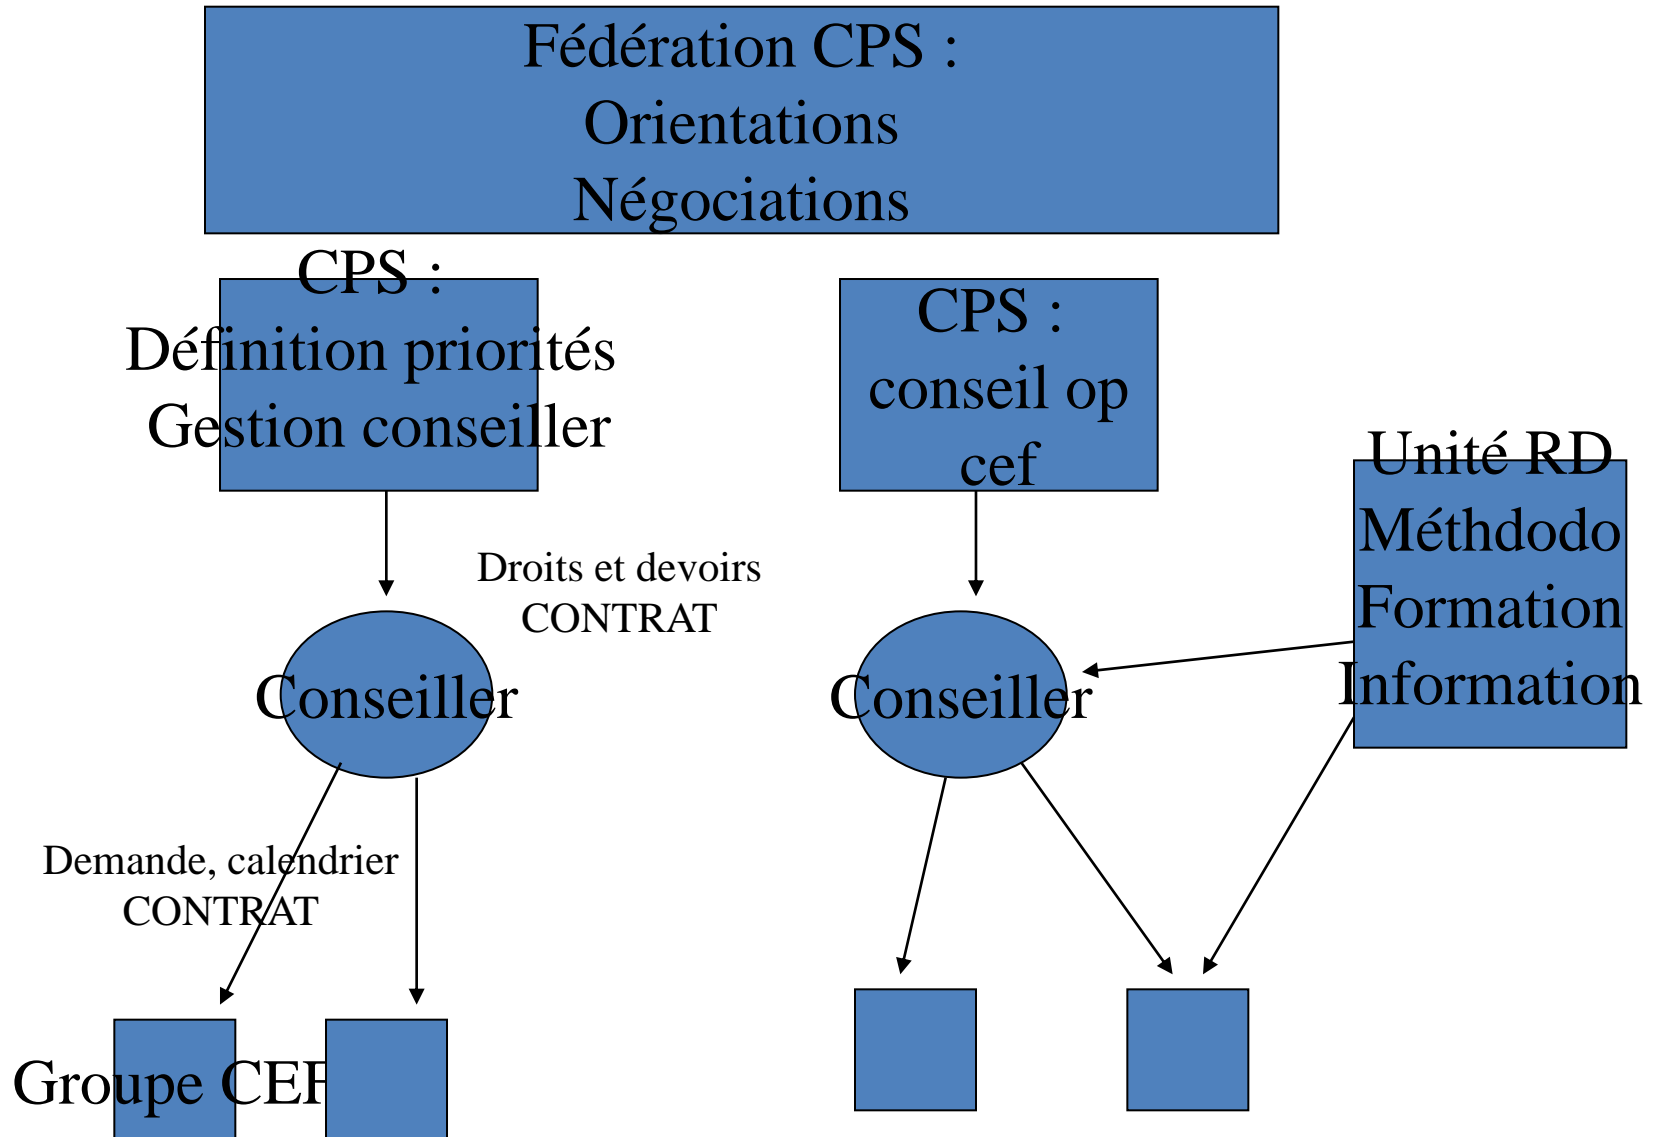 Fédération CPS :
Orientations
Négociations
CPS :
Définition priorités
Gestion conseiller
CPS :
conseil op
cef
Unité RD
Méthdodo
Formation
Information
Droits et devoirs
CONTRAT
Conseiller
Conseiller
Demande, calendrier
CONTRAT
Groupe CEF